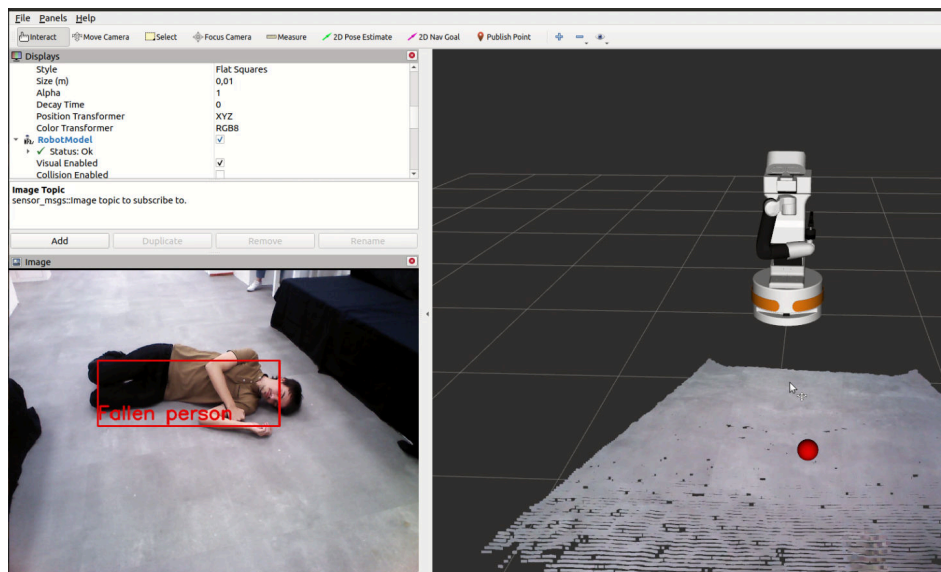 File Panels Help
Interact Move Camera Select Focus Camera Measure 2D Pose Estimate 2D Nav Goal Publish Point
Displays
Style Flat Squares
Size (m) 0,01
Alpha 1
Decay Time 0
Position Transformer XYZ
Color Transformer RGB8
RobotModel
Status: Ok
Visual Enabled
Collision Enabled
Image Topic
sensor_msgs::Image topic to subscribe to.
Add Duplicate Remove Rename
Image
Fallen person